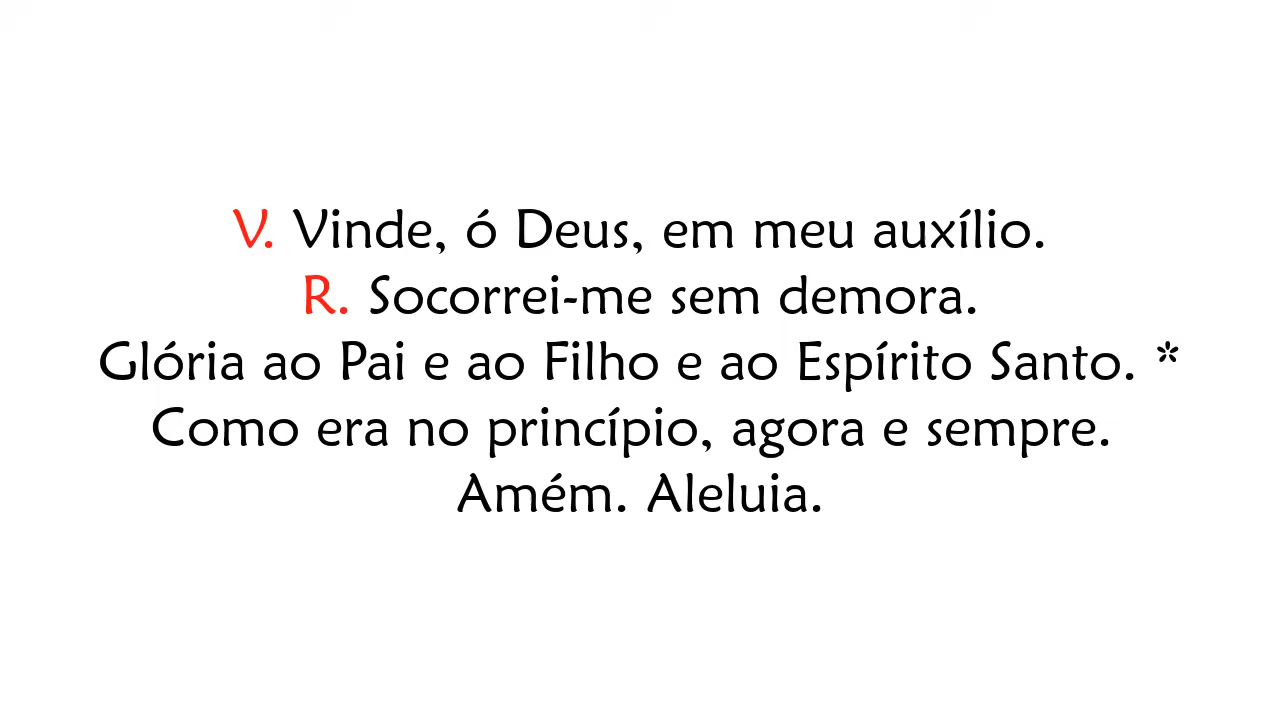 V. Vinde, ó Deus, em meu auxílio.
R. Socorrei-me sem demora.
Glória ao Pai e ao Filho e ao Espírito Santo. *
Como era no princípio, agora e sempre.
Amém. Aleluia.